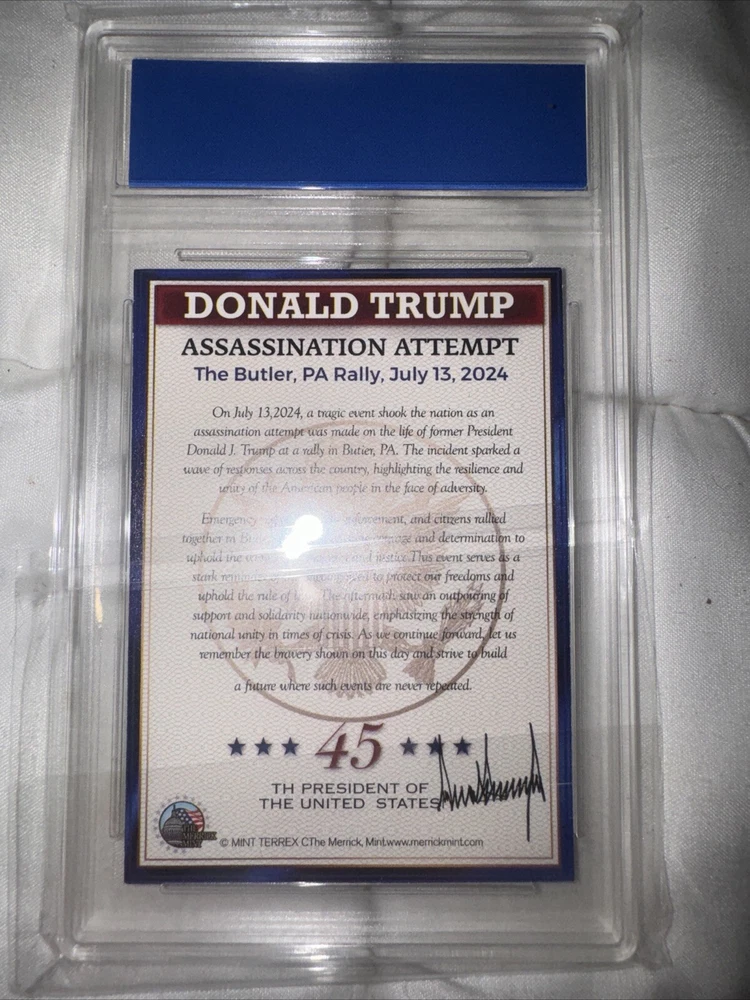 DONALD TRUMP
ASSASSINATION ATTEMPT
The Butler, PA Rally, July 13, 2024
On July 13,2024, a tragic event shook the nation as an
assassination attempt was made on the life of former President
Donald J. Trump at a rally in Butler, PA. The incident sparked a
wave of responses across the country, highlighting the resilience and
unity of the American people in the face of adversity.
Emergency enforcement, and citizens rallied
together in and determination to
uphold the and justice. This event serves as a
stark to protect our freedoms and
uphold the rule of The aftermath saw an outpouring of
support and solidarity nationwide, emphasizing the strength of
national unity in times of crisis. As we continue forward, let us
remember the bravery shown on this day and strive to build
a future where such events are never repeated.
45
TH PRESIDENT OF
THE UNITED STATES
THE
MERRICK
MINT
© MINT TERREX CThe Merrick, Mint.www.merrickmint.com